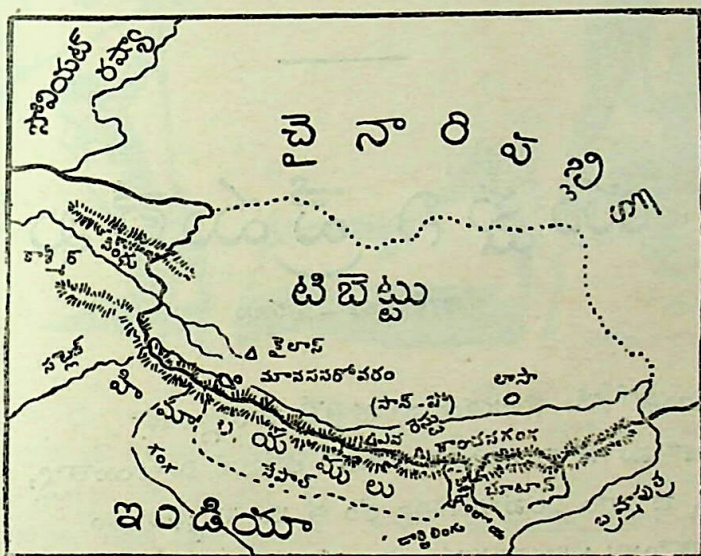 సోవియట్
రష్యా
చైనా రిపబ్లిక్
సింధు
కాశ్మీర్
టిబెట్టు
కైలాస్
మానససరోవరం
సట్లెజ్
లాసా
(సాన్-పో)
హిమాలయములు
కాంచనగంగ
నేపాల్
భూటాన్
గంగ
ఇండియా
డార్జిలింగు
బ్రహ్మపుత్ర